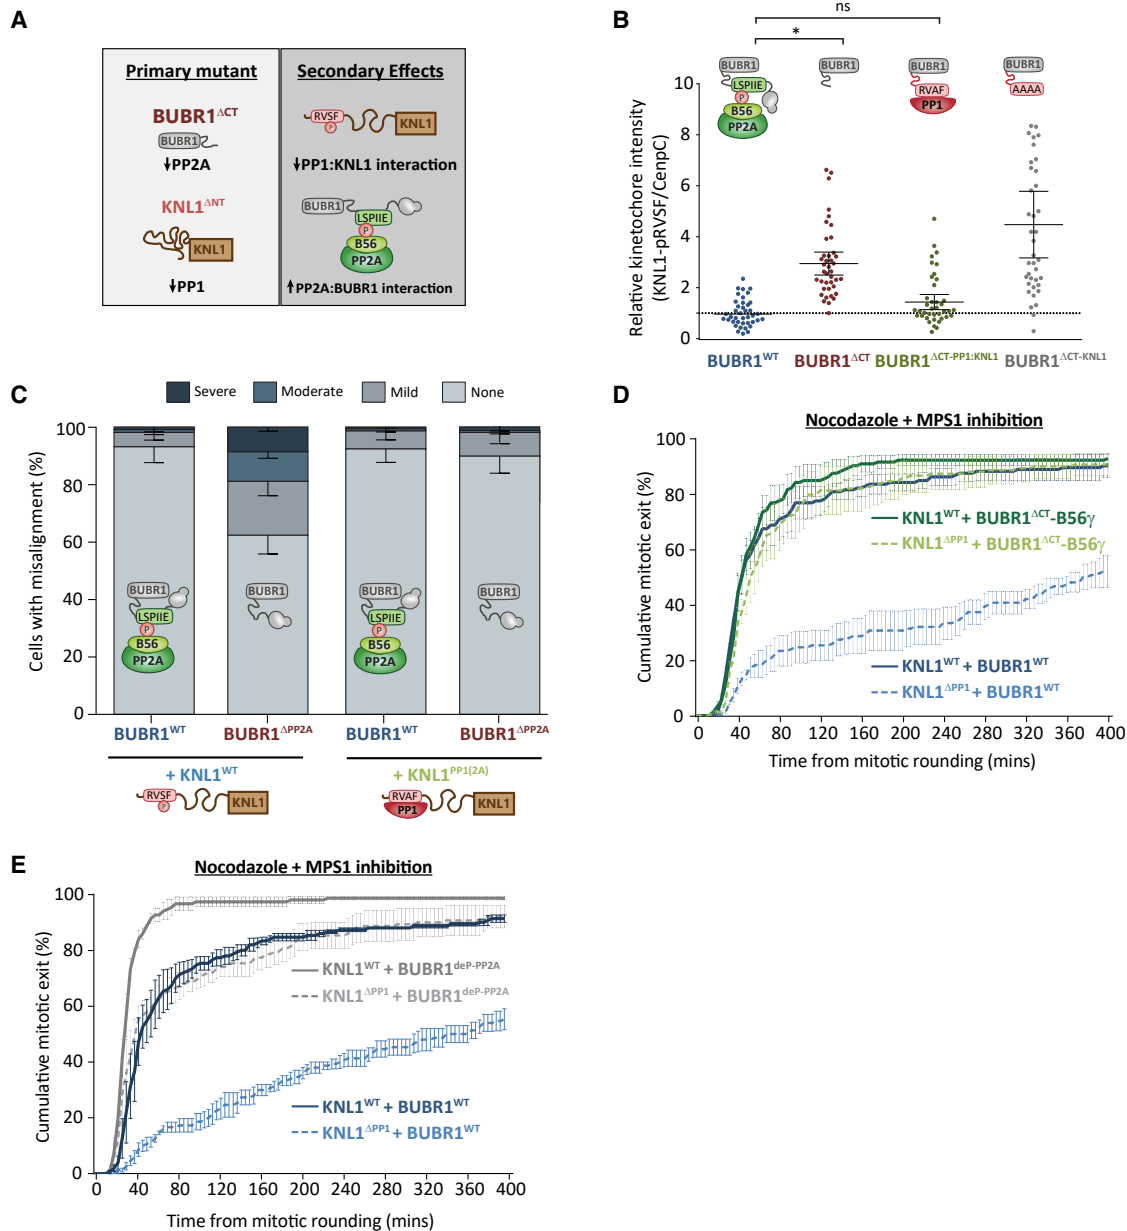 A
Primary mutant
BUBR1ΔCT
BUBR1
↓PP2A
KNL1ΔNT
KNL1
↓PP1
Secondary Effects
RVSF
P
KNL1
↓PP1:KNL1 interaction
BUBR1
LSPIIE
P
B56
PP2A
↑PP2A:BUBR1 interaction
B
ns
*
BUBR1
LSPIIE
P
B56
PP2A
BUBR1
BUBR1
RVAF
PP1
BUBR1
AAAA
Relative kinetochore intensity
(KNL1-pRVSF/CenpC)
10
8
6
4
2
0
BUBR1WT
BUBR1ΔCT
BUBR1ΔCT-PP1:KNL1
BUBR1ΔCT-KNL1
C
Severe
Moderate
Mild
None
Cells with misalignment (%)
100
80
60
40
20
0
BUBR1
LSPIIE
P
B56
PP2A
BUBR1
BUBR1
LSPIIE
P
B56
PP2A
BUBR1
BUBR1WT
BUBR1ΔPP2A
BUBR1WT
BUBR1ΔPP2A
+ KNL1WT
RVSF
P
KNL1
+ KNL1PP1(2A)
RVAF
PP1
KNL1
D
Nocodazole + MPS1 inhibition
Cumulative mitotic exit (%)
100
80
60
40
20
0
KNL1WT + BUBR1ΔCT-B56γ
KNL1ΔPP1 + BUBR1ΔCT-B56γ
KNL1WT + BUBR1WT
KNL1ΔPP1 + BUBR1WT
0 40 80 120 160 200 240 280 320 360 400
Time from mitotic rounding (mins)
E
Nocodazole + MPS1 inhibition
Cumulative mitotic exit (%)
100
80
60
40
20
0
KNL1WT + BUBR1deP-PP2A
KNL1ΔPP1 + BUBR1deP-PP2A
KNL1WT + BUBR1WT
KNL1ΔPP1 + BUBR1WT
0 40 80 120 160 200 240 280 320 360 400
Time from mitotic rounding (mins)